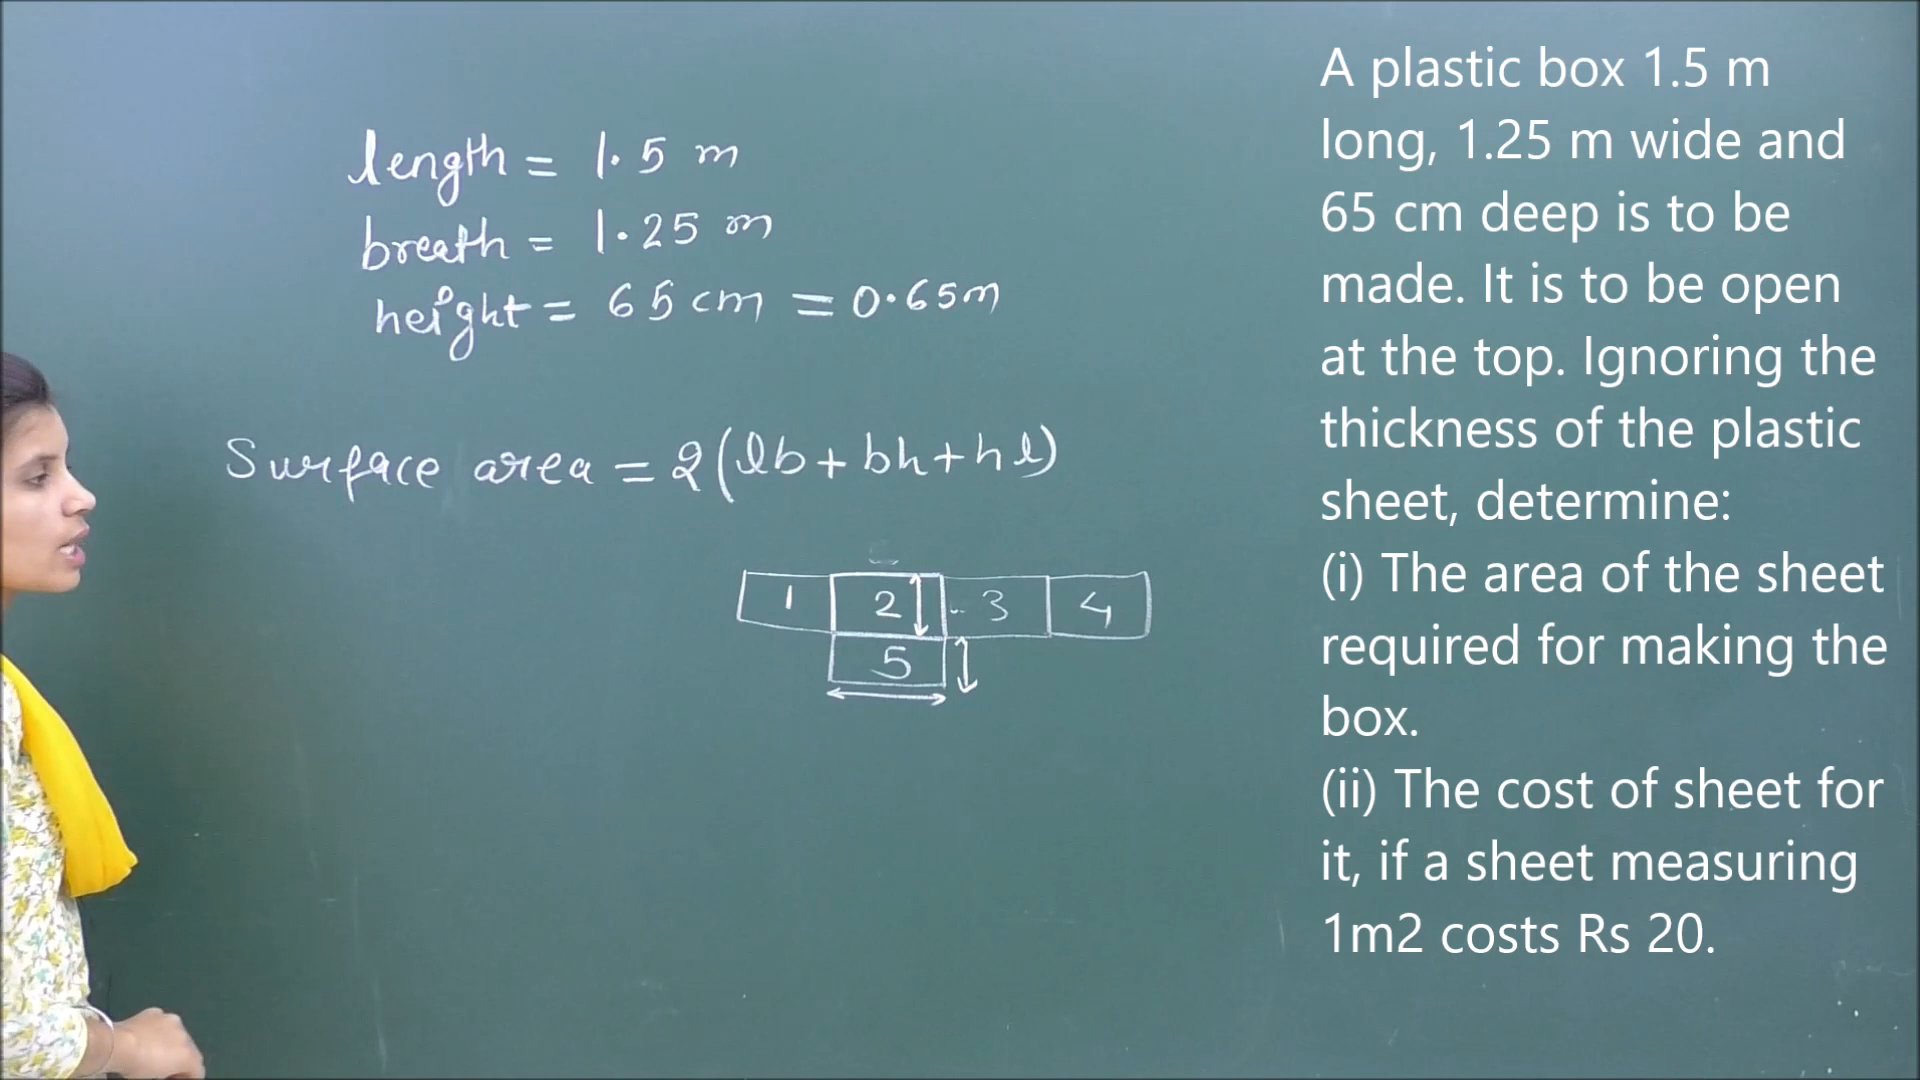 length = 1.5 m
breath = 1.25 m
height = 65 cm = 0.65m
Surface area = 2(lb + bh + hl)
1 2 3 4
5
A plastic box 1.5 m
long, 1.25 m wide and
65 cm deep is to be
made. It is to be open
at the top. Ignoring the
thickness of the plastic
sheet, determine:
(i) The area of the sheet
required for making the
box.
(ii) The cost of sheet for
it, if a sheet measuring
1m2 costs Rs 20.